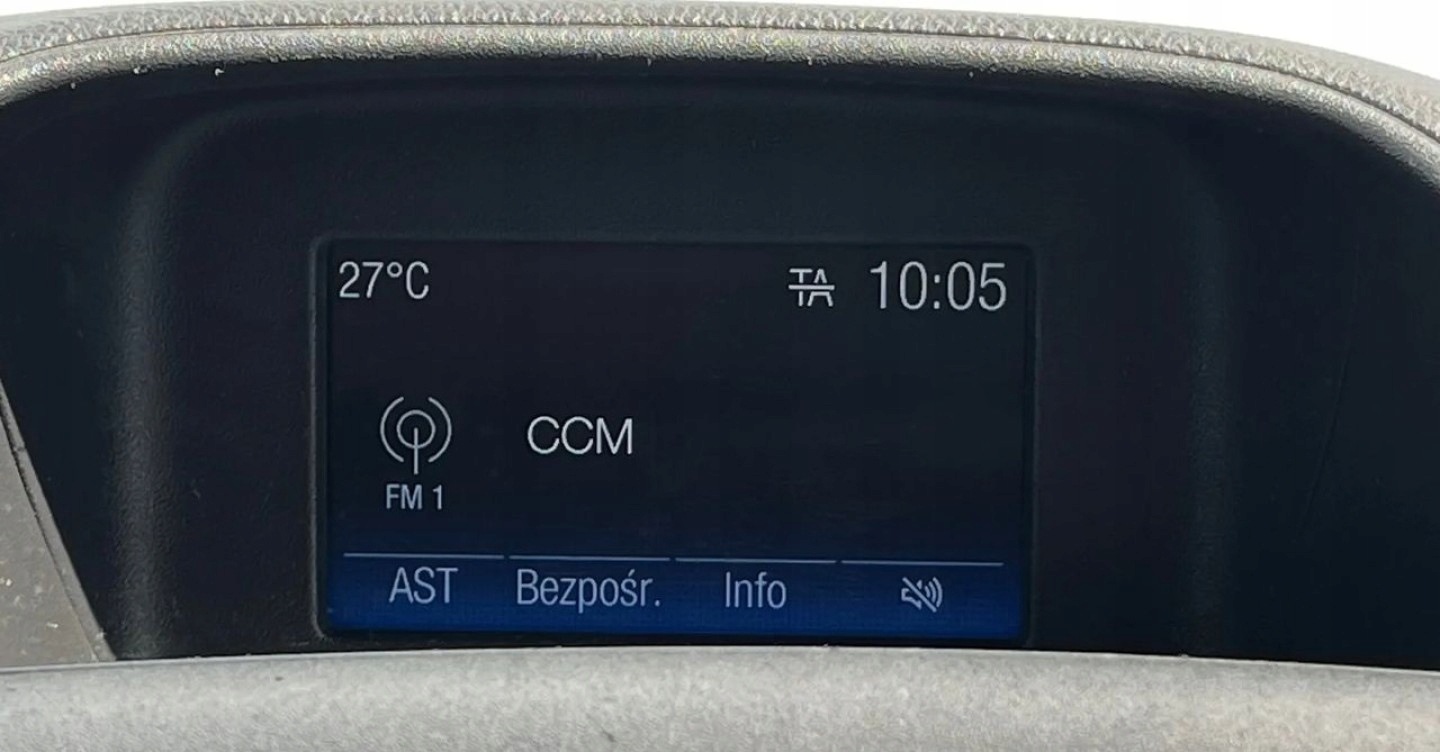 27°C TA 10:05
CCM
FM 1
AST Bezpośr. Info